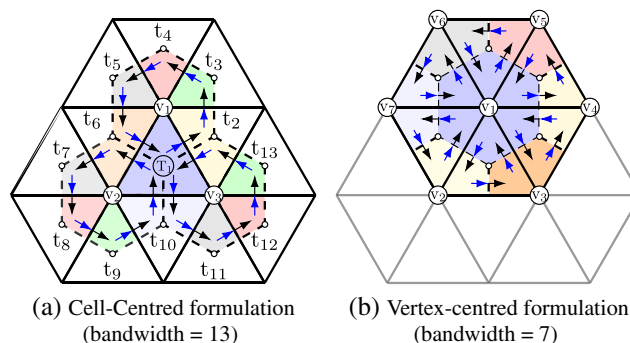 v6 v5
t4
t5 t3
v1 v7 v1 v4
t6 t2
t7 T1 t13
v2 v3 v2 v3
t8 t10 t12
t9 t11
(a) Cell-Centred formulation
(bandwidth = 13)
(b) Vertex-centred formulation
(bandwidth = 7)